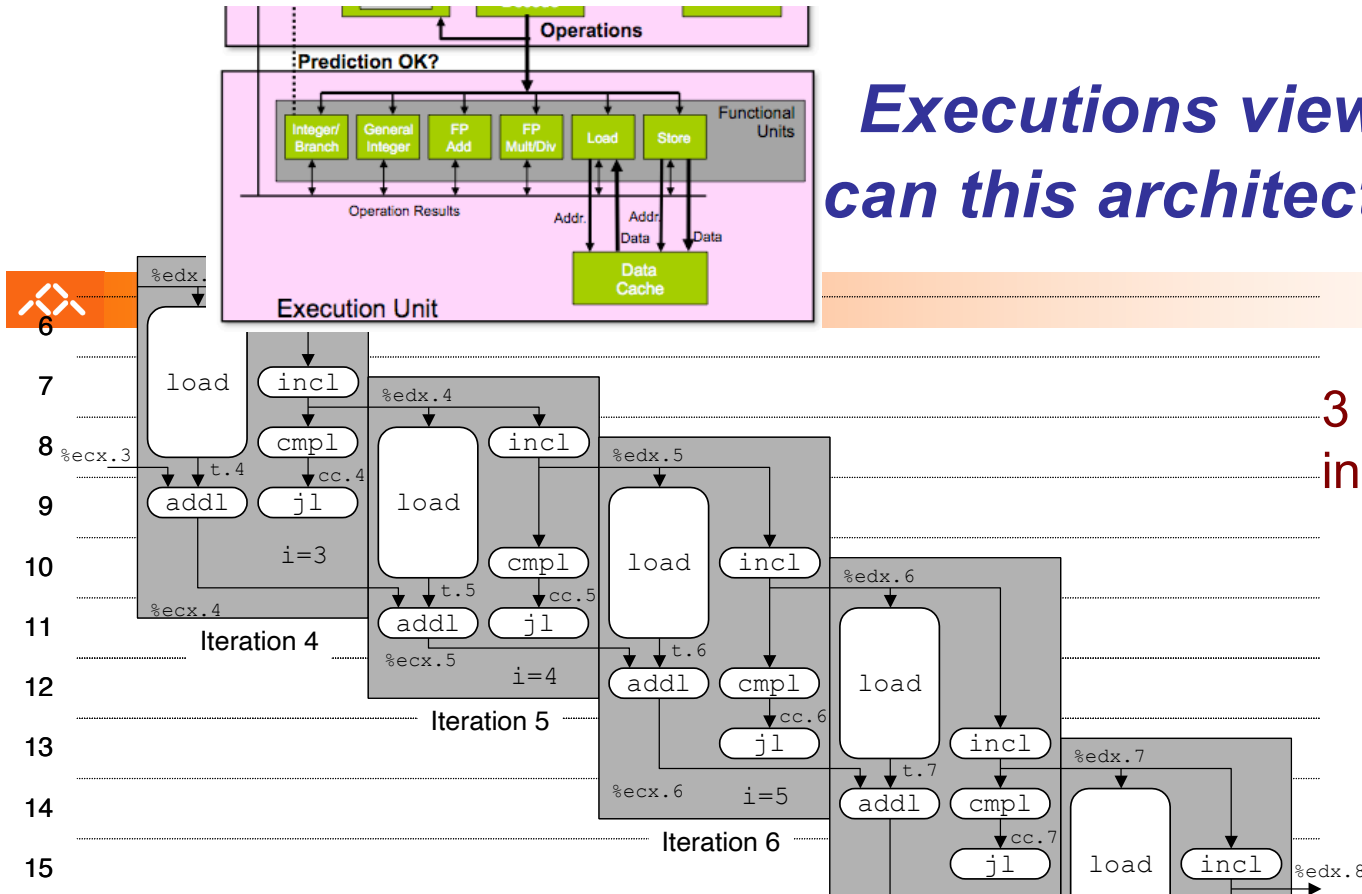 Operations
Prediction OK?
Functional
Units
Integer/
Branch
General
Integer
FP
Add
FP
Mult/Div
Load
Store
Operation Results
Addr.
Addr.
Data
Data
Data
Cache
Execution Unit
Executions view
can this architect
%edx.
6
7
load
incl
%edx.4
3
8
%ecx.3
cmpl
incl
%edx.5
t.4
cc.4
in
9
addl
jl
load
10
i=3
cmpl
load
incl
%edx.6
%ecx.4
t.5
cc.5
11
addl
jl
Iteration 4
%ecx.5
t.6
12
i=4
addl
cmpl
load
Iteration 5
cc.6
13
jl
incl
%edx.7
t.7
14
%ecx.6
i=5
addl
cmpl
Iteration 6
cc.7
15
jl
load
incl
%edx.8